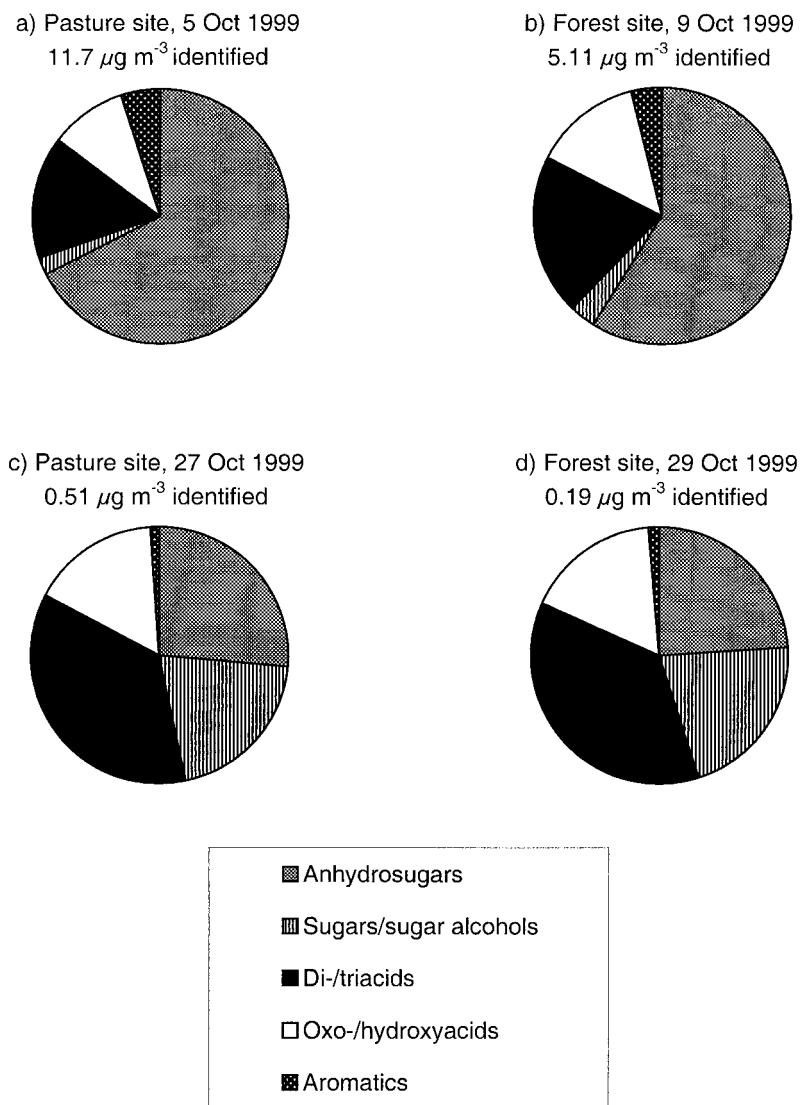 a) Pasture site, 5 Oct 1999
11.7 µg m⁻³ identified
b) Forest site, 9 Oct 1999
5.11 µg m⁻³ identified
c) Pasture site, 27 Oct 1999
0.51 µg m⁻³ identified
d) Forest site, 29 Oct 1999
0.19 µg m⁻³ identified
Anhydrosugars
Sugars/sugar alcohols
Di-/triacids
Oxo-/hydroxyacids
Aromatics